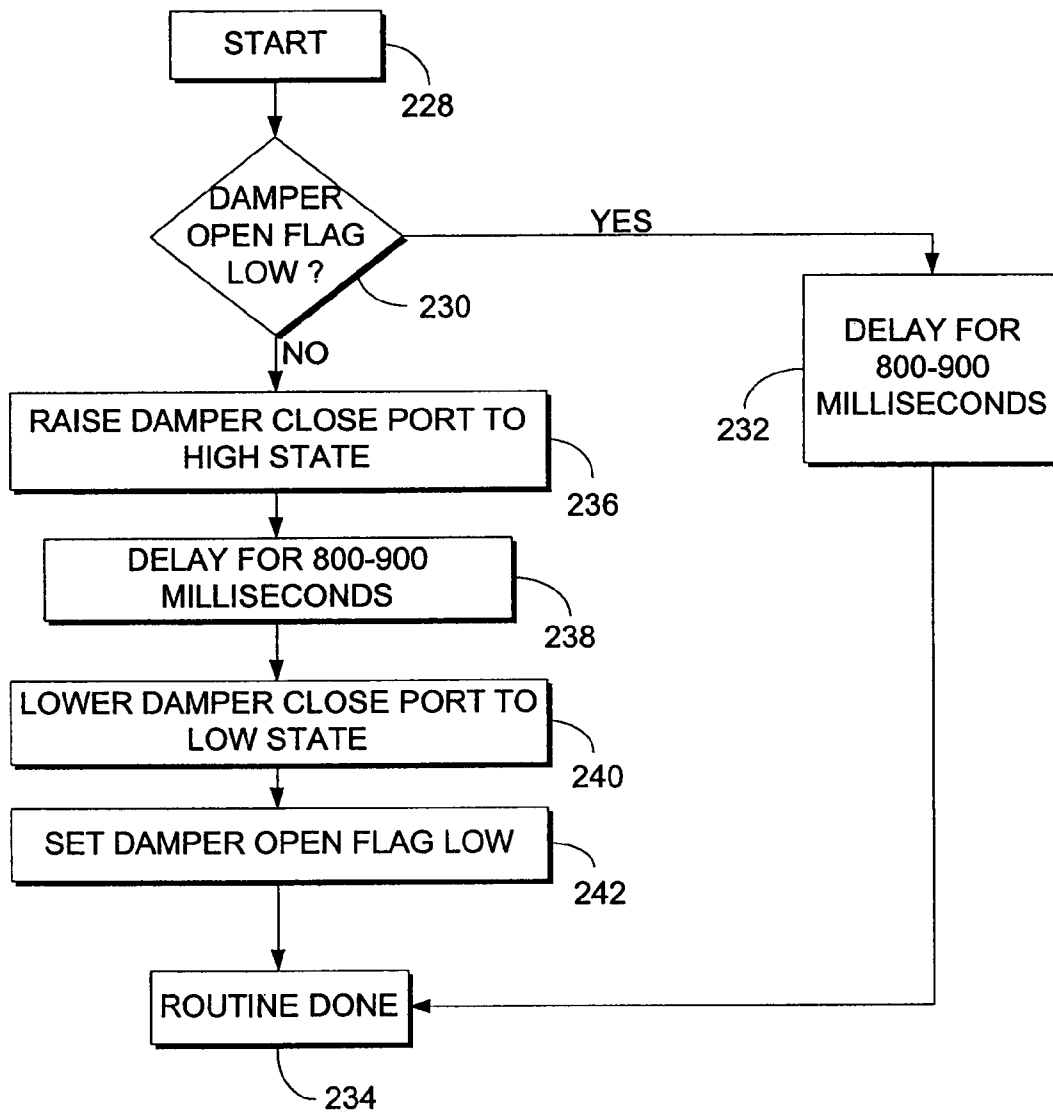 START
228
DAMPER
OPEN FLAG
LOW ?
YES
230
NO
DELAY FOR
800-900
MILLISECONDS
232
RAISE DAMPER CLOSE PORT TO
HIGH STATE
236
DELAY FOR 800-900
MILLISECONDS
238
LOWER DAMPER CLOSE PORT TO
LOW STATE
240
SET DAMPER OPEN FLAG LOW
242
ROUTINE DONE
234